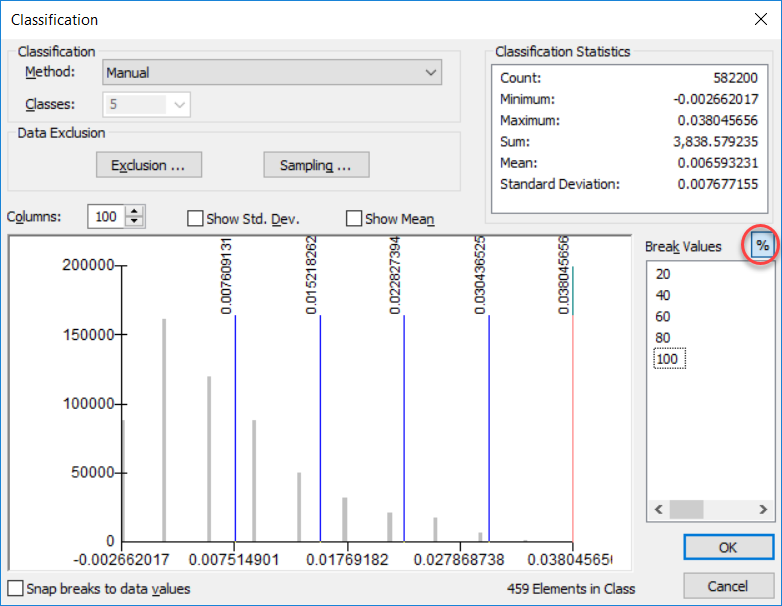 Classification
Classification
Method: Manual
Classes: 5
Data Exclusion
Exclusion ...
Sampling ...
Classification Statistics
Count: 582200
Minimum: -0.002662017
Maximum: 0.038045656
Sum: 3,838.579235
Mean: 0.006593231
Standard Deviation: 0.007677155
Columns: 100
Show Std. Dev.
Show Mean
Break Values %
20
40
60
80
100
0.007609131
0.015218262
0.022827394
0.030436525
0.038045656
200000
150000
100000
50000
0
-0.002662017 0.007514901 0.01769182 0.027868738 0.038045656
OK
Snap breaks to data values
459 Elements in Class
Cancel